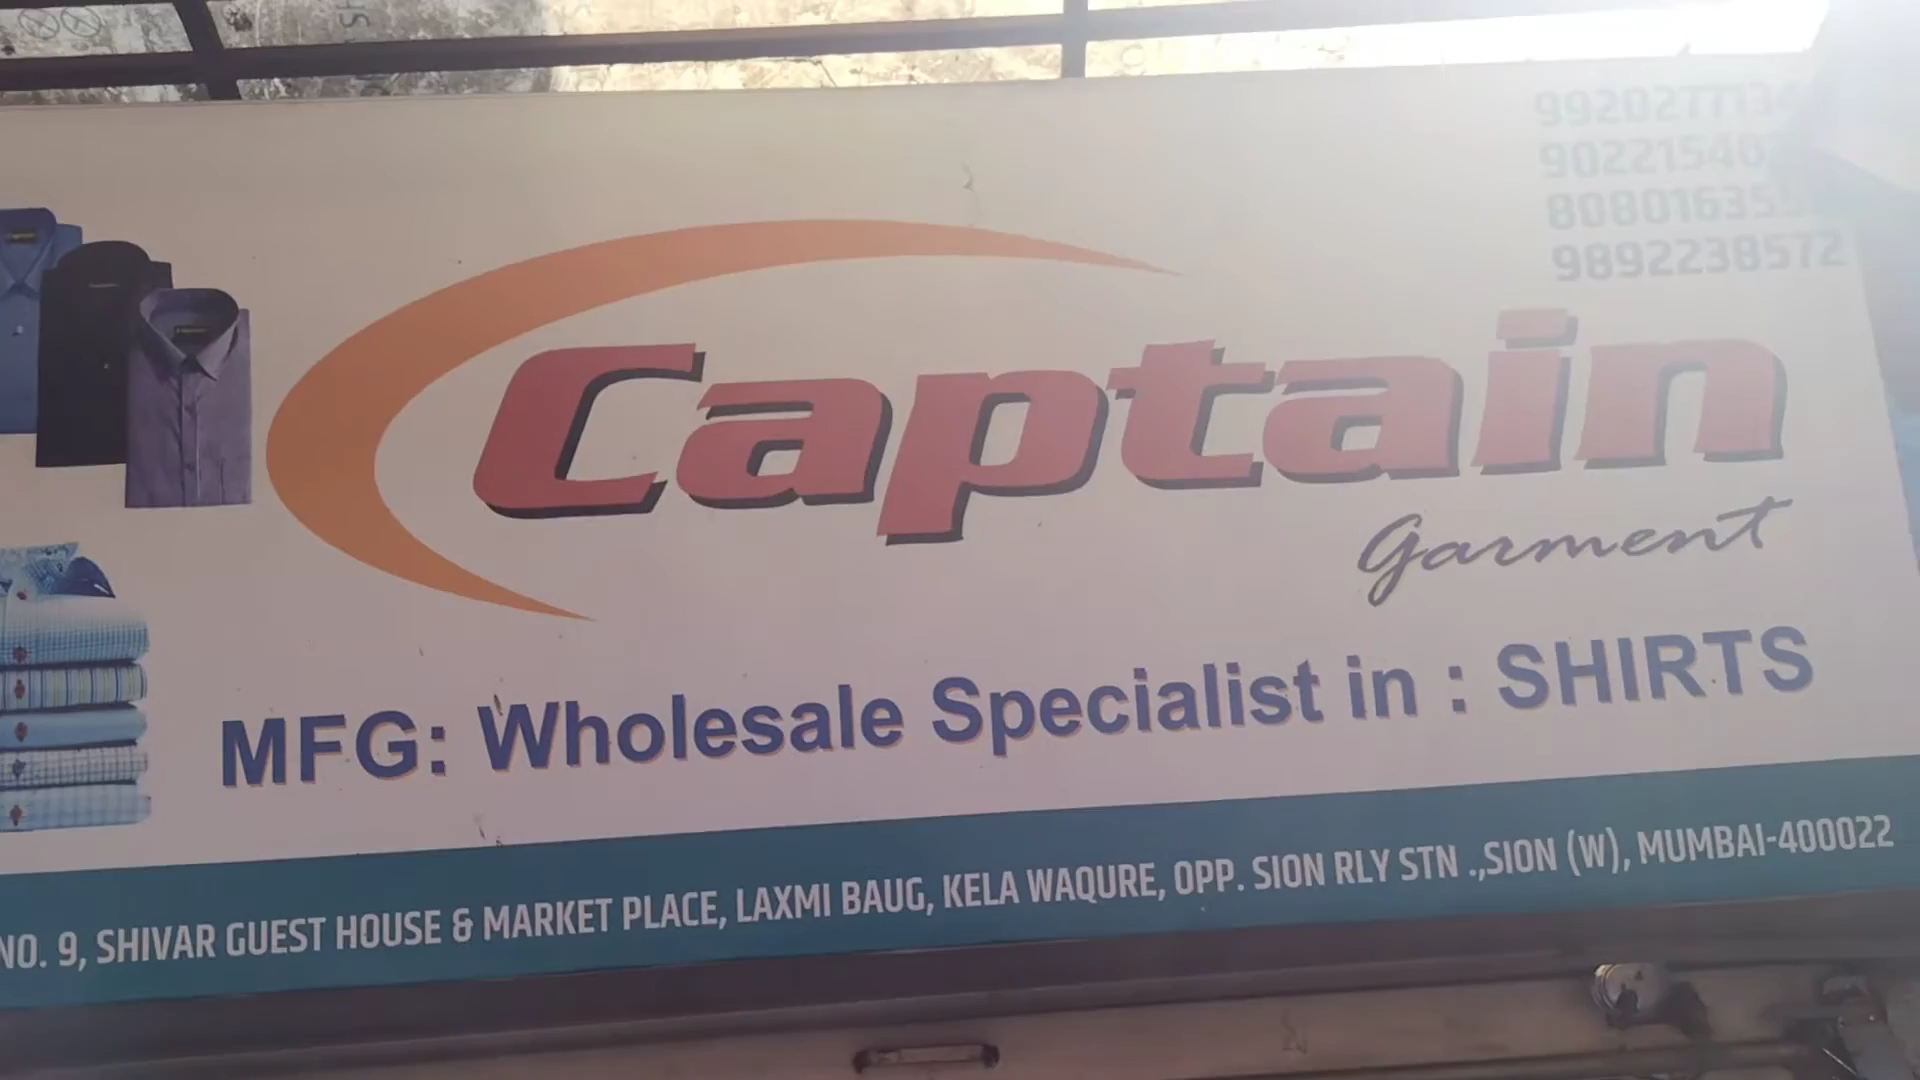 9892238572
Captain
Garment
MFG: Wholesale Specialist in : SHIRTS
NO. 9, SHIVAR GUEST HOUSE & MARKET PLACE, LAXMI BAUG, KELA WAQURE, OPP. SION RLY STN .,SION (W), MUMBAI-400022